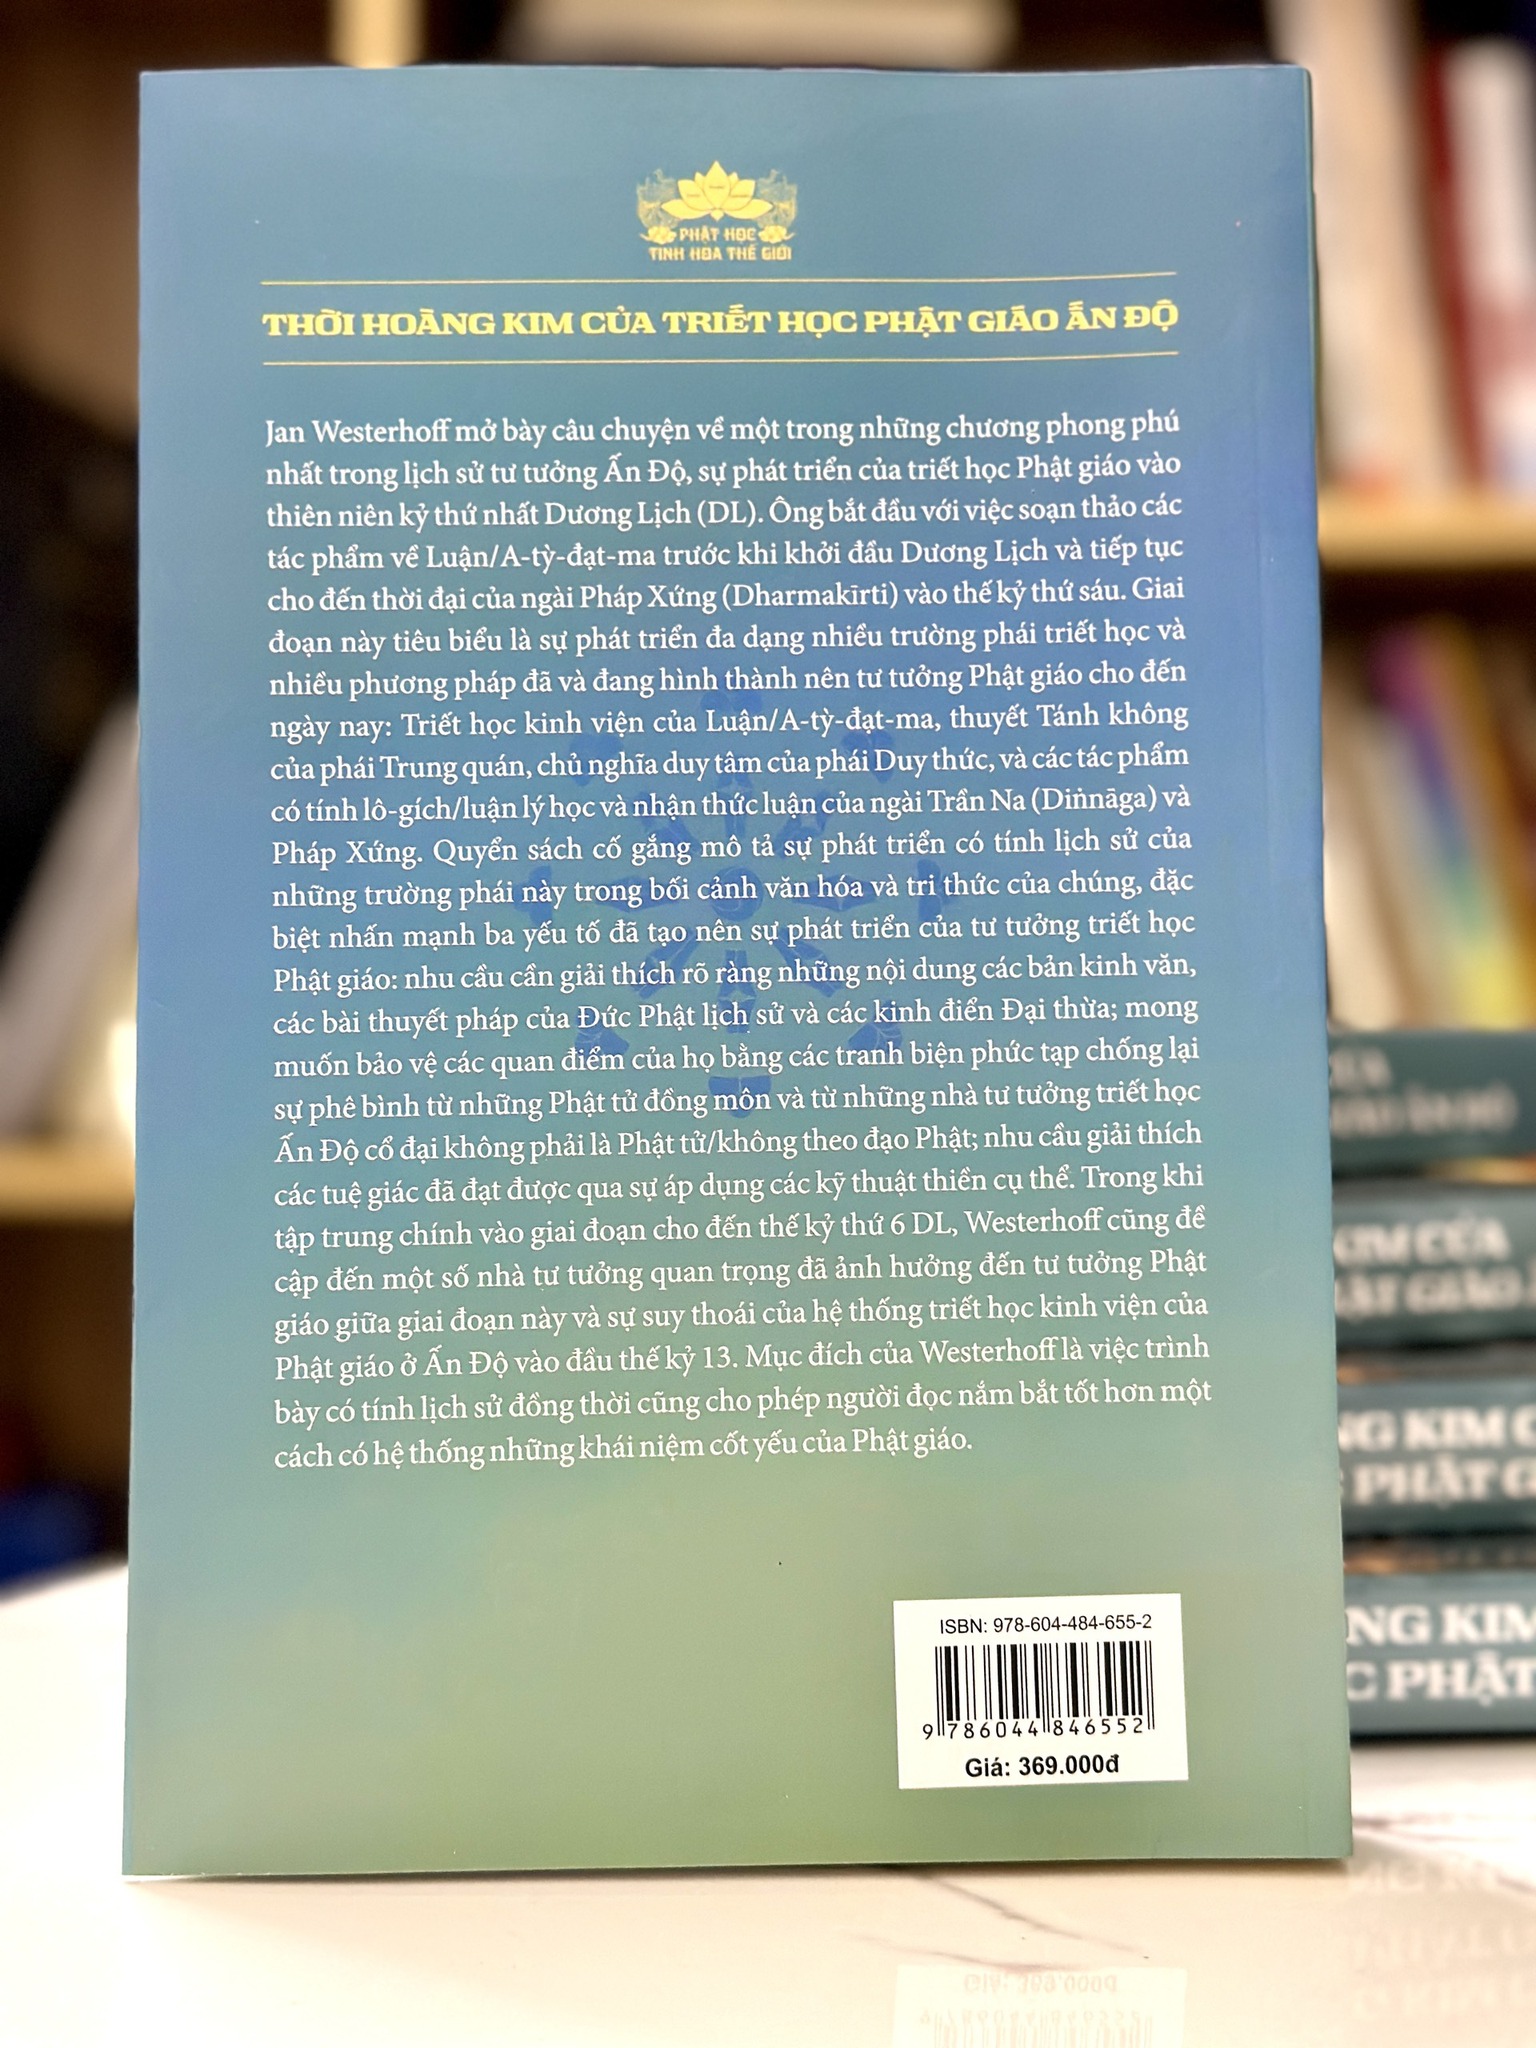 PHẬT HỌC
TINH HOA THẾ GIỚI
THỜI HOÀNG KIM CỦA TRIẾT HỌC PHẬT GIÁO ẤN ĐỘ
Jan Westerhoff mở bày câu chuyện về một trong những chương phong phú
nhất trong lịch sử tư tưởng Ấn Độ, sự phát triển của triết học Phật giáo vào
thiên niên kỷ thứ nhất Dương Lịch (DL). Ông bắt đầu với việc soạn thảo các
tác phẩm về Luận/A-tỳ-đạt-ma trước khi khởi đầu Dương Lịch và tiếp tục
cho đến thời đại của ngài Pháp Xứng (Dharmakīrti) vào thế kỷ thứ sáu. Giai
đoạn này tiêu biểu là sự phát triển đa dạng nhiều trường phái triết học và
nhiều phương pháp đã và đang hình thành nên tư tưởng Phật giáo cho đến
ngày nay: Triết học kinh viện của Luận/A-tỳ-đạt-ma, thuyết Tánh không
của phái Trung quán, chủ nghĩa duy tâm của phái Duy thức, và các tác phẩm
có tính lô-gích/luận lý học và nhận thức luận của ngài Trần Na (Diṅnāga) và
Pháp Xứng. Quyển sách cố gắng mô tả sự phát triển có tính lịch sử của
những trường phái này trong bối cảnh văn hóa và tri thức của chúng, đặc
biệt nhấn mạnh ba yếu tố đã tạo nên sự phát triển của tư tưởng triết học
Phật giáo: nhu cầu cần giải thích rõ ràng những nội dung các bản kinh văn,
các bài thuyết pháp của Đức Phật lịch sử và các kinh điển Đại thừa; mong
muốn bảo vệ các quan điểm của họ bằng các tranh biện phức tạp chống lại
sự phê bình từ những Phật tử đồng môn và từ những nhà tư tưởng triết học
Ấn Độ cổ đại không phải là Phật tử/không theo đạo Phật; nhu cầu giải thích
các tuệ giác đã đạt được qua sự áp dụng các kỹ thuật thiền cụ thể. Trong khi
tập trung chính vào giai đoạn cho đến thế kỷ thứ 6 DL, Westerhoff cũng đề
cập đến một số nhà tư tưởng quan trọng đã ảnh hưởng đến tư tưởng Phật
giáo giữa giai đoạn này và sự suy thoái của hệ thống triết học kinh viện của
Phật giáo ở Ấn Độ vào đầu thế kỷ 13. Mục đích của Westerhoff là việc trình
bày có tính lịch sử đồng thời cũng cho phép người đọc nắm bắt tốt hơn một
cách có hệ thống những khái niệm cốt yếu của Phật giáo.
ISBN: 978-604-484-655-2
9 786044 846552
Giá: 369.000đ
KIM CỦA
PHẬT GIÁO
NG KIM C
PHẬT G
NG KIM
C PHẬT